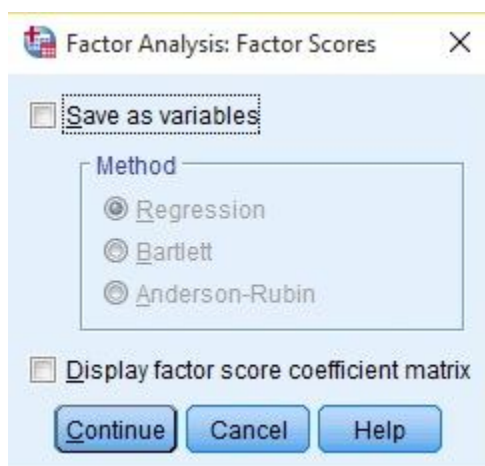 Factor Analysis: Factor Scores
Save as variables
Method
Regression
Bartlett
Anderson-Rubin
Display factor score coefficient matrix
Continue Cancel Help